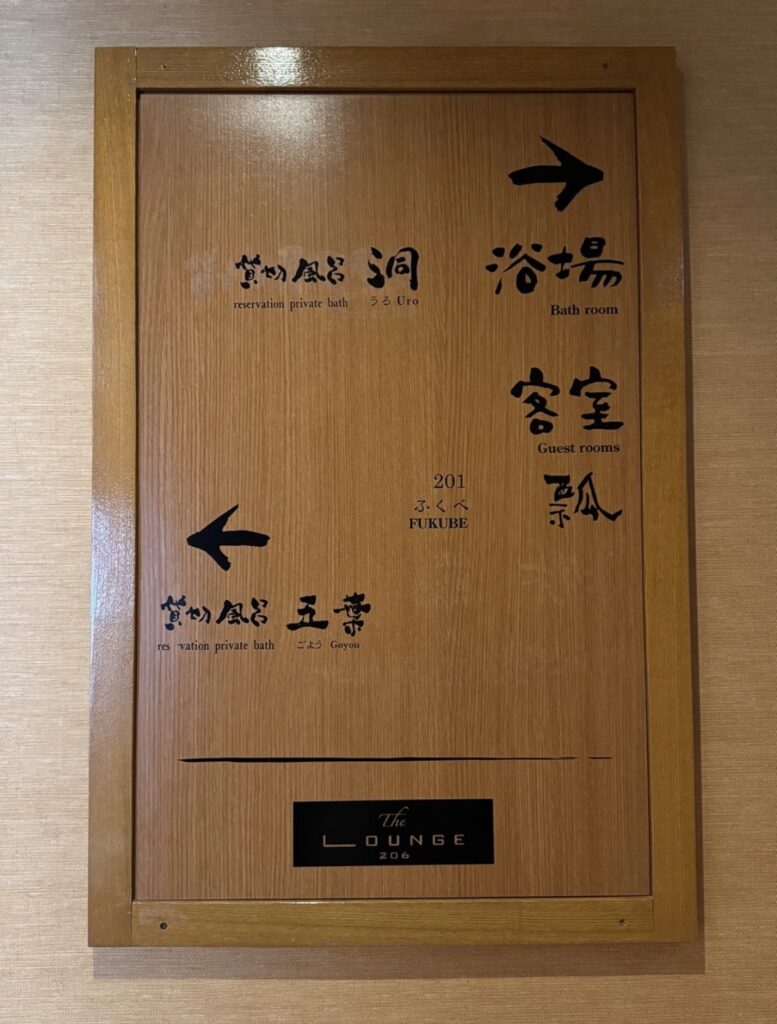 浴場
Bath room
貸切風呂 洞
reservation private bath うろ Uro
客室
Guest rooms
瓢
201
ふくべ
FUKUBE
貸切風呂 五葉
res vation private bath ごよう Goyou
The
LOUNGE
206